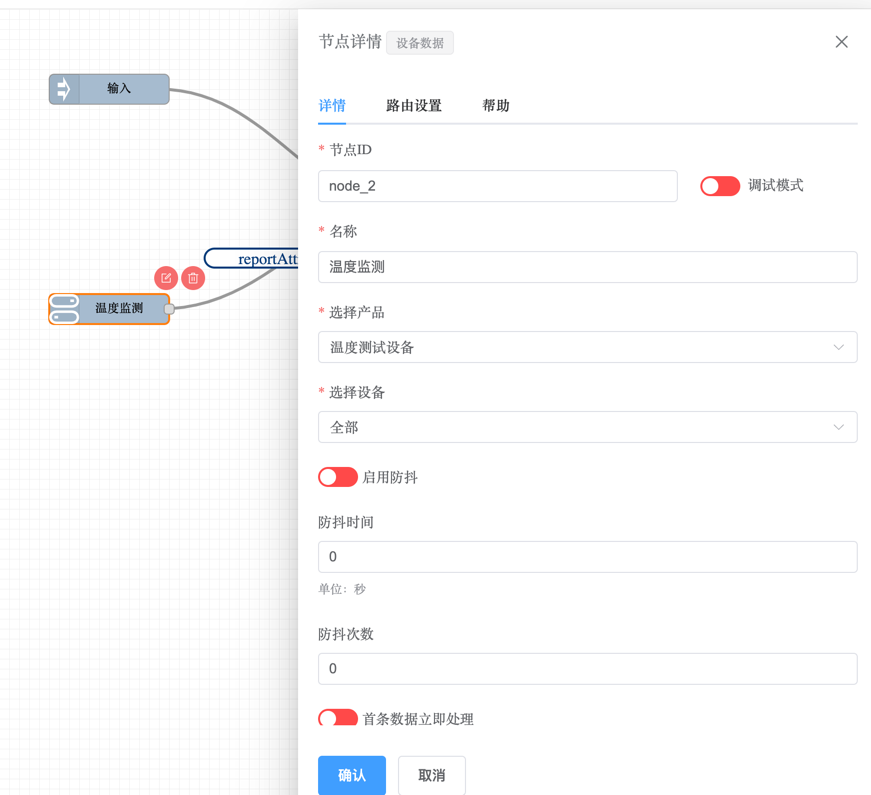 节点详情 设备数据
输入
详情 路由设置 帮助
* 节点ID
node_2 调试模式
* 名称
reportAtt
温度监测
温度监测
* 选择产品
温度测试设备
* 选择设备
全部
启用防抖
防抖时间
0
单位：秒
防抖次数
0
首条数据立即处理
确认 取消